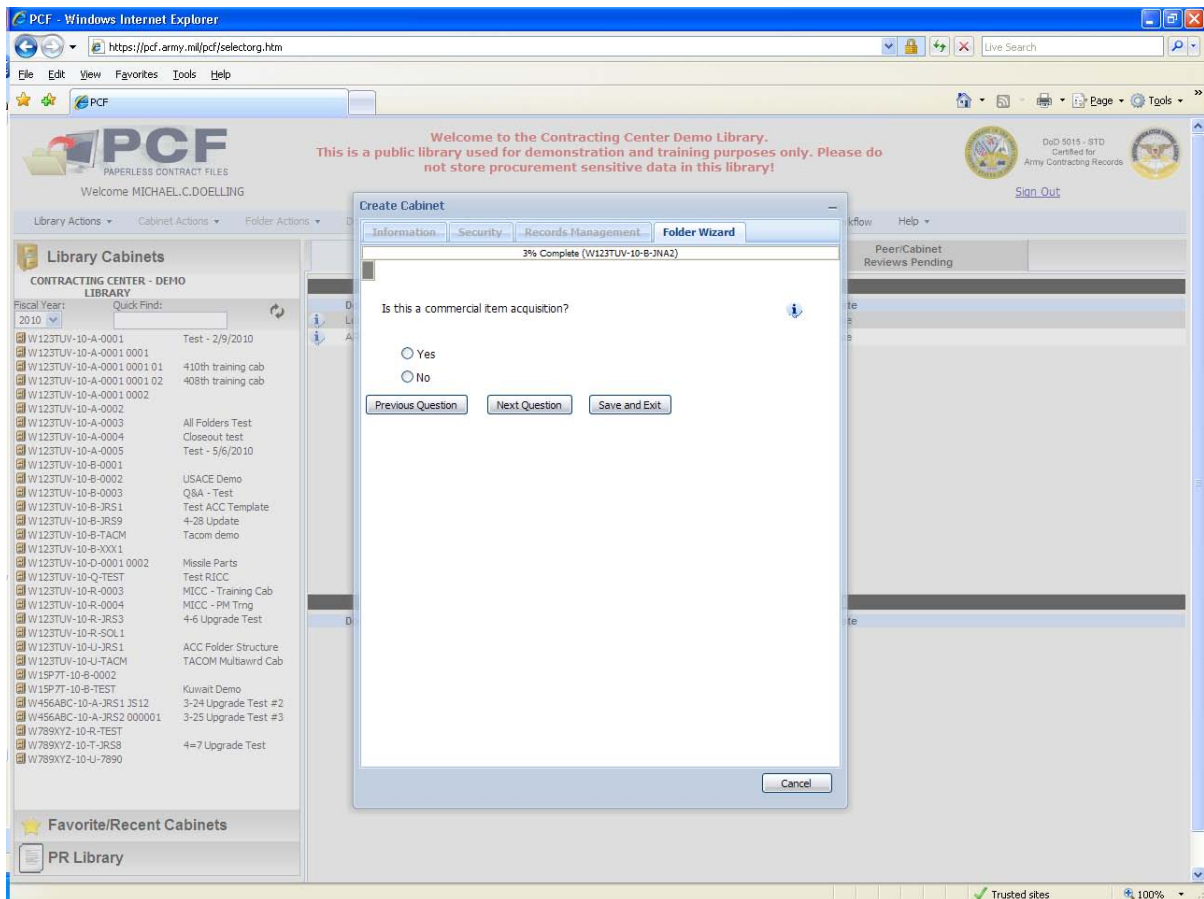 PCF - Windows Internet Explorer
https://pcf.army.mil/pcf/selectorg.htm
Live Search
File Edit View Favorites Tools Help
PCF
Page Tools
PCF
PAPERLESS CONTRACT FILES
Welcome MICHAEL.C.DOELLING
Welcome to the Contracting Center Demo Library.
This is a public library used for demonstration and training purposes only. Please do
not store procurement sensitive data in this library!
DoD 5015 - STD
Certified for
Army Contracting Records
Sign Out
Library Actions Cabinet Actions Folder Actions
kflow Help
Library Cabinets
CONTRACTING CENTER - DEMO
LIBRARY
Fiscal Year: Quick Find:
2010
W123TUV-10-A-0001 Test - 2/9/2010
W123TUV-10-A-0001 0001
W123TUV-10-A-0001 0001 01 410th training cab
W123TUV-10-A-0001 0001 02 408th training cab
W123TUV-10-A-0001 0002
W123TUV-10-A-0002
W123TUV-10-A-0003 All Folders Test
W123TUV-10-A-0004 Closeout test
W123TUV-10-A-0005 Test - 5/6/2010
W123TUV-10-B-0001
W123TUV-10-B-0002 USACE Demo
W123TUV-10-B-0003 Q&A - Test
W123TUV-10-B-JRS1 Test ACC Template
W123TUV-10-B-JRS9 4-28 Update
W123TUV-10-B-TACM Tacom demo
W123TUV-10-B-XXX1
W123TUV-10-D-0001 0002 Missile Parts
W123TUV-10-Q-TEST Test RICC
W123TUV-10-R-0003 MICC - Training Cab
W123TUV-10-R-0004 MICC - PM Trng
W123TUV-10-R-JRS3 4-6 Upgrade Test
W123TUV-10-R-SOL1
W123TUV-10-U-JRS1 ACC Folder Structure
W123TUV-10-U-TACM TACOM Multiawrd Cab
W15P7T-10-B-0002
W15P7T-10-B-TEST Kuwait Demo
W456ABC-10-A-JRS1 JS12 3-24 Upgrade Test #2
W456ABC-10-A-JRS2 000001 3-25 Upgrade Test #3
W789XYZ-10-R-TEST
W789XYZ-10-T-JRS8 4=7 Upgrade Test
W789XYZ-10-U-7890
Favorite/Recent Cabinets
PR Library
Create Cabinet
Information Security Records Management Folder Wizard
3% Complete (W123TUV-10-B-JNA2)
Is this a commercial item acquisition?
Yes
No
Previous Question Next Question Save and Exit
Cancel
Peer/Cabinet
Reviews Pending
Trusted sites 100%